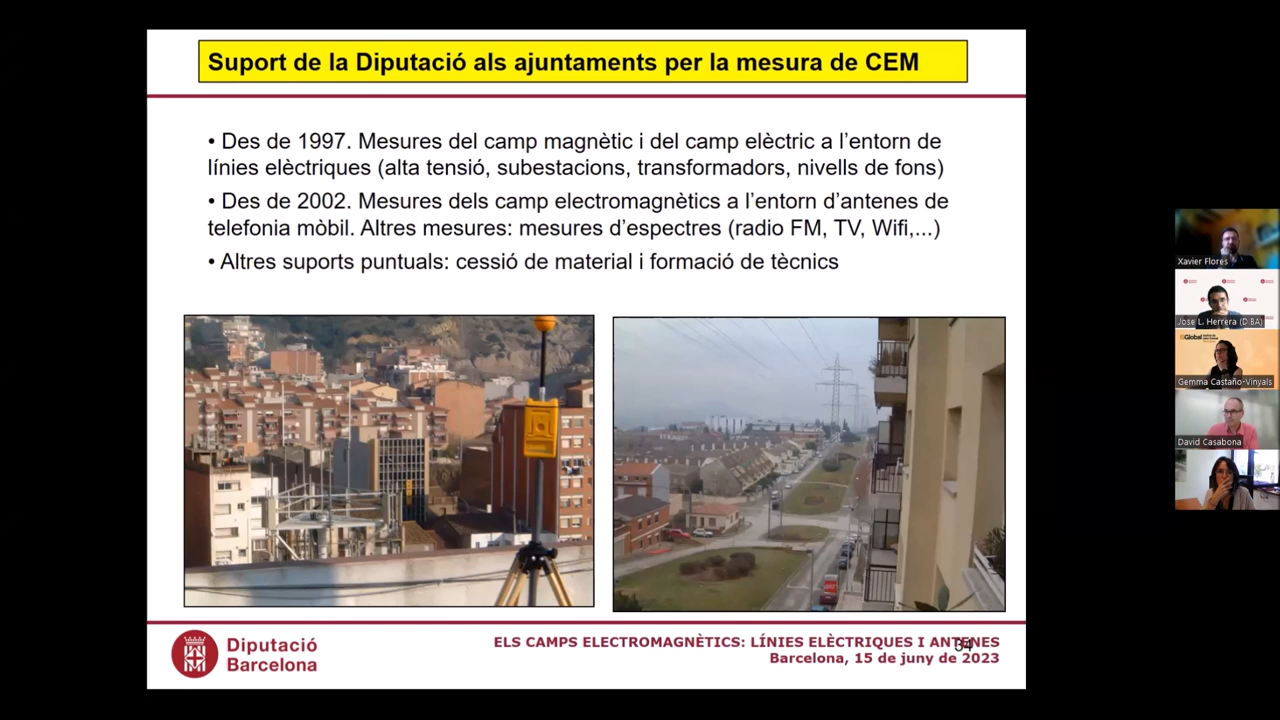 Suport de la Diputació als ajuntaments per la mesura de CEM
• Des de 1997. Mesures del camp magnètic i del camp elèctric a l’entorn de
línies elèctriques (alta tensió, subestacions, transformadors, nivells de fons)
• Des de 2002. Mesures dels camp electromagnètics a l’entorn d’antenes de
telefonia mòbil. Altres mesures: mesures d’espectres (radio FM, TV, Wifi,...)
• Altres suports puntuals: cessió de material i formació de tècnics
Diputació
Barcelona
ELS CAMPS ELECTROMAGNÈTICS: LÍNIES ELÈCTRIQUES I ANTENES
34
Barcelona, 15 de juny de 2023
Xavier Flores
Jose L. Herrera (DIBA)
ISGlobal
Gemma Castaño-Vinyals
David Casabona